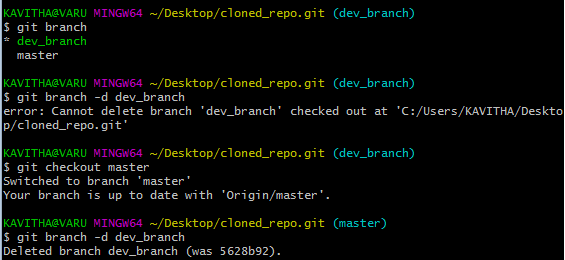 KAVITHA@VARU MINGW64 ~/Desktop/cloned_repo.git (dev_branch)
$ git branch
* dev_branch
  master
KAVITHA@VARU MINGW64 ~/Desktop/cloned_repo.git (dev_branch)
$ git branch -d dev_branch
error: Cannot delete branch 'dev_branch' checked out at 'C:/Users/KAVITHA/Deskto
p/cloned_repo.git'
KAVITHA@VARU MINGW64 ~/Desktop/cloned_repo.git (dev_branch)
$ git checkout master
Switched to branch 'master'
Your branch is up to date with 'Origin/master'.
KAVITHA@VARU MINGW64 ~/Desktop/cloned_repo.git (master)
$ git branch -d dev_branch
Deleted branch dev_branch (was 5628b92).